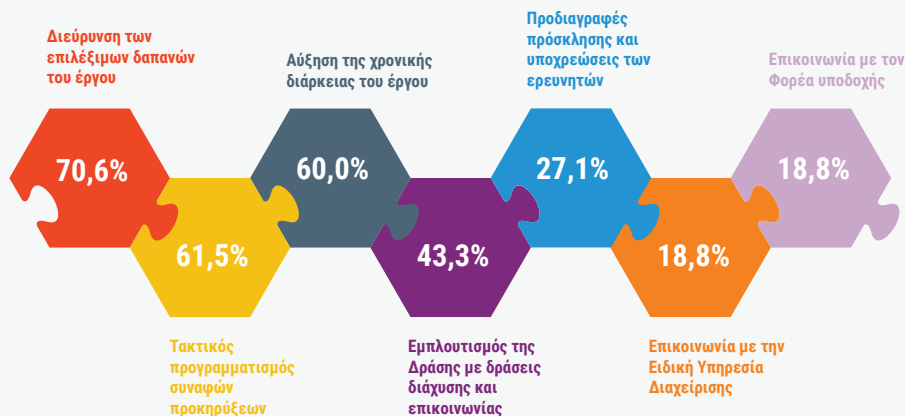 Διεύρυνση των
επιλέξιμων δαπανών
του έργου
70,6%
Τακτικός
προγραμματισμός
συναφών
προκηρύξεων
61,5%
Αύξηση της χρονικής
διάρκειας του έργου
60,0%
Εμπλουτισμός της
Δράσης με δράσεις
διάχυσης και
επικοινωνίας
43,3%
Προδιαγραφές
πρόσκλησης και
υποχρεώσεις των
ερευνητών
27,1%
Επικοινωνία με την
Ειδική Υπηρεσία
Διαχείρισης
18,8%
Επικοινωνία με τον
Φορέα υποδοχής
18,8%